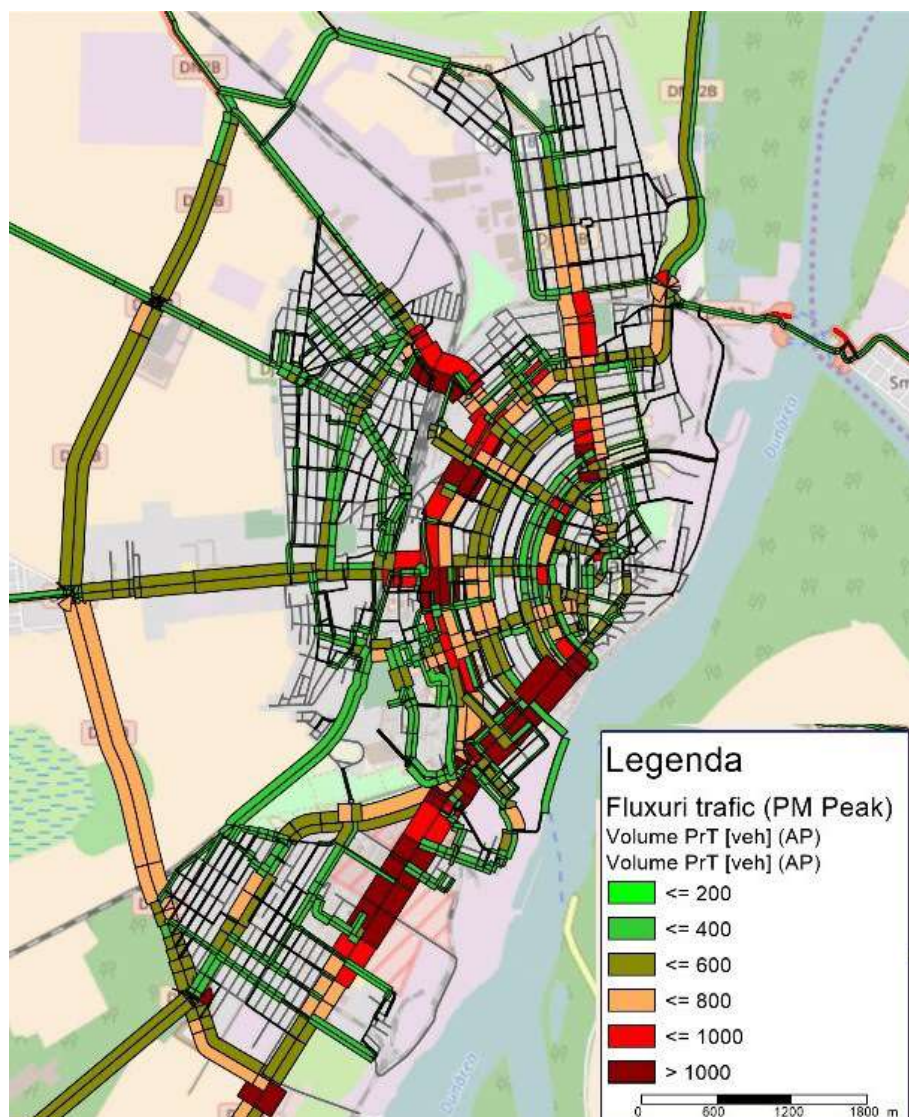 DN2B
Dunărea
Dunărea
Legenda
Fluxuri trafic (PM Peak)
Volume PrT [veh] (AP)
Volume PrT [veh] (AP)
<= 200
<= 400
<= 600
<= 800
<= 1000
> 1000
0 600 1200 1800 m